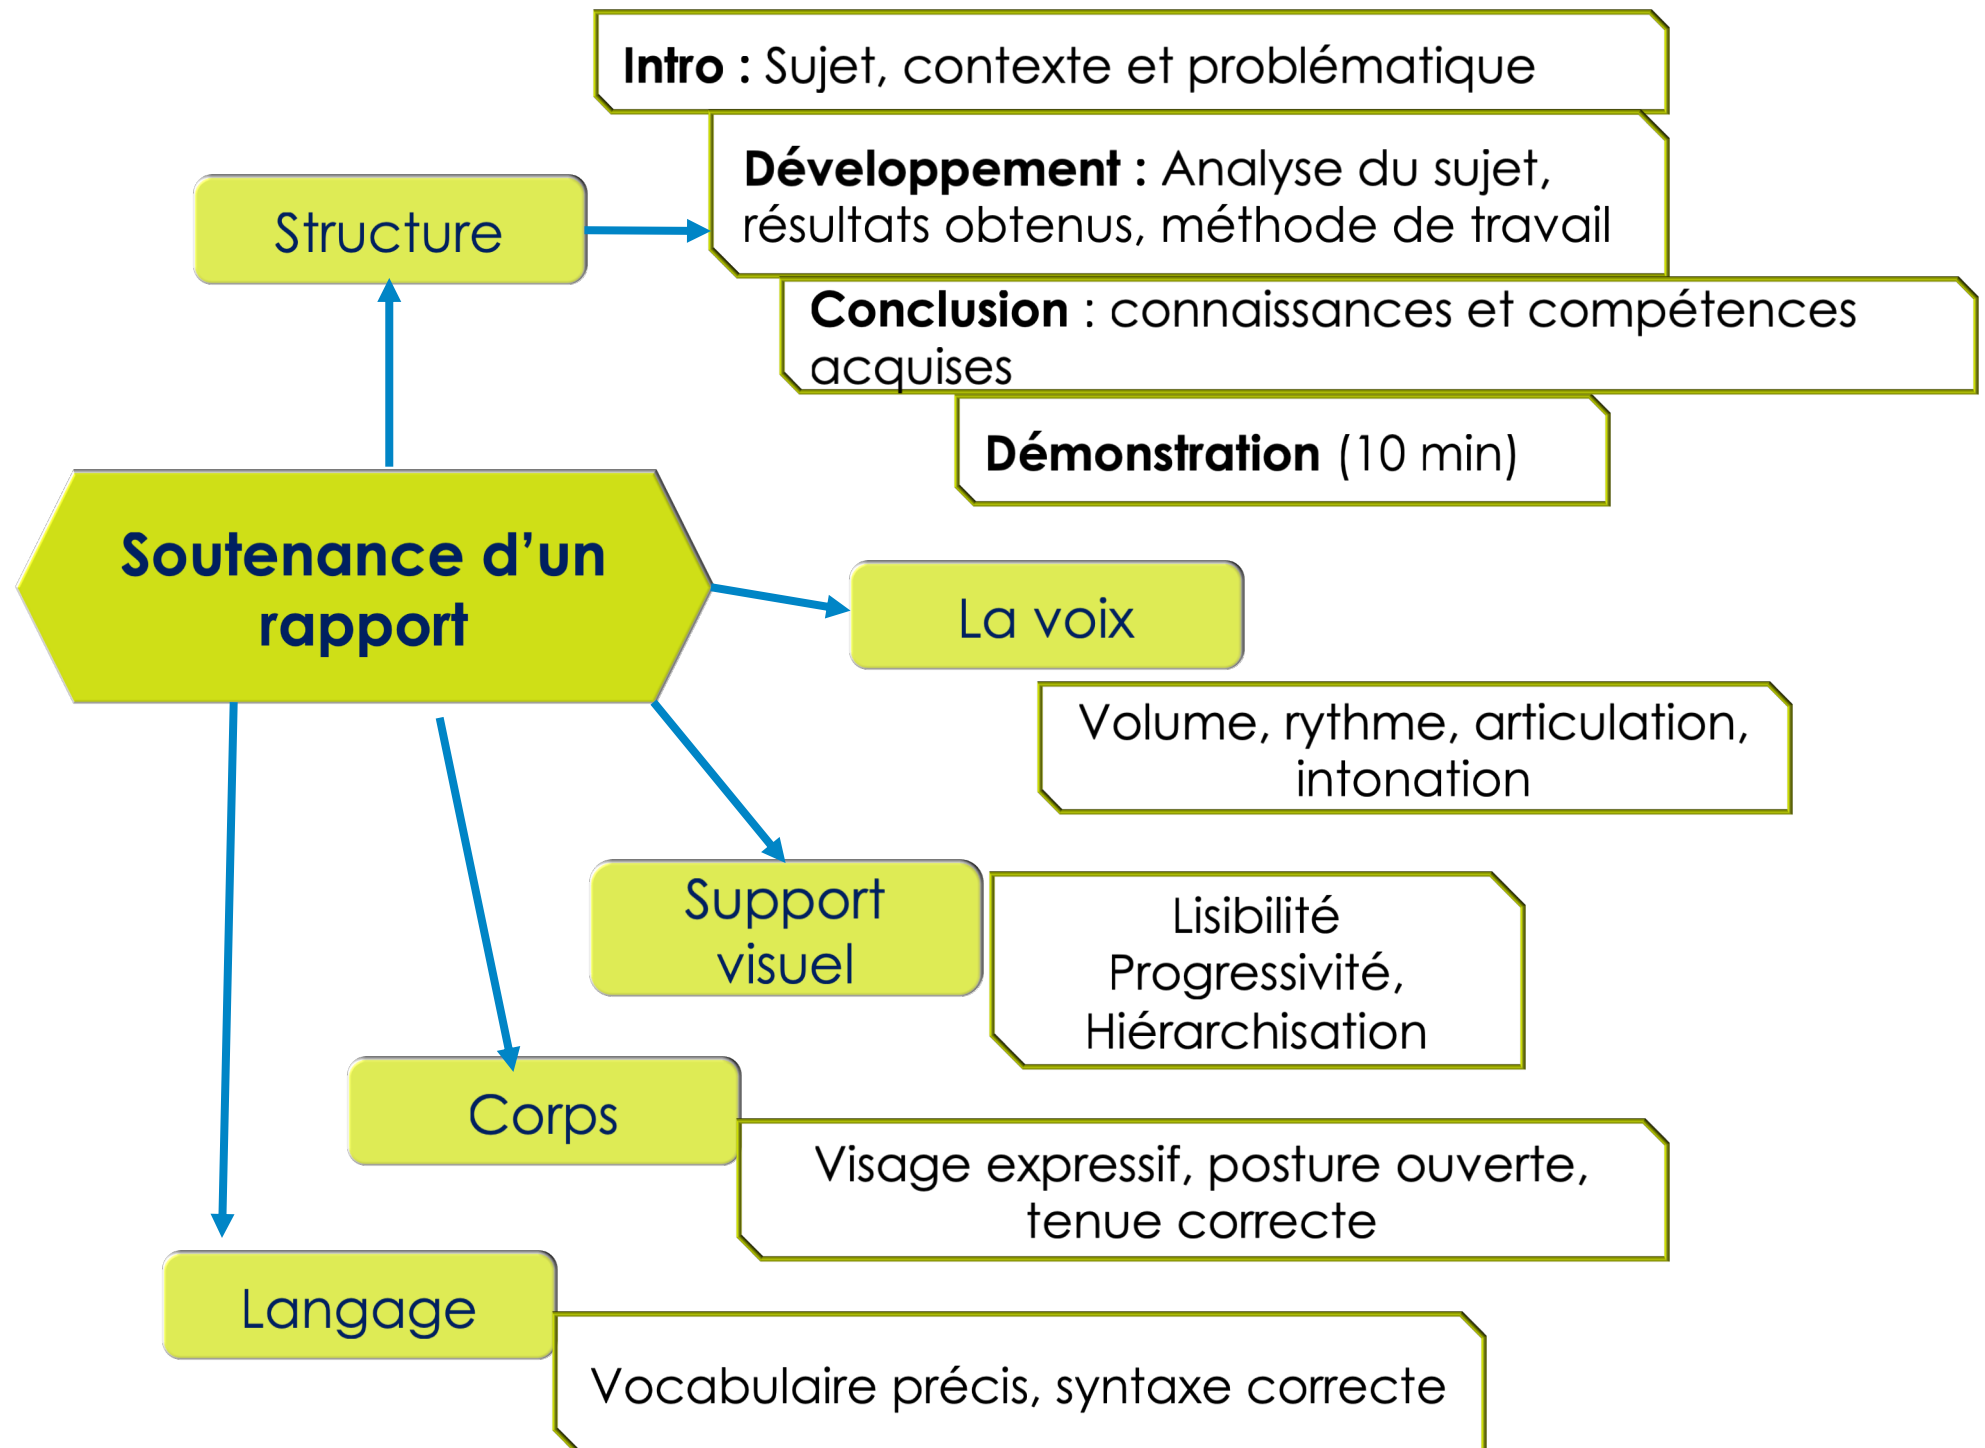 Intro : Sujet, contexte et problématique
Développement : Analyse du sujet,
résultats obtenus, méthode de travail
Structure
Conclusion : connaissances et compétences
acquises
Démonstration (10 min)
Soutenance d’un
rapport
La voix
Volume, rythme, articulation,
intonation
Support
visuel
Lisibilité
Progressivité,
Hiérarchisation
Corps
Visage expressif, posture ouverte,
tenue correcte
Langage
Vocabulaire précis, syntaxe correcte